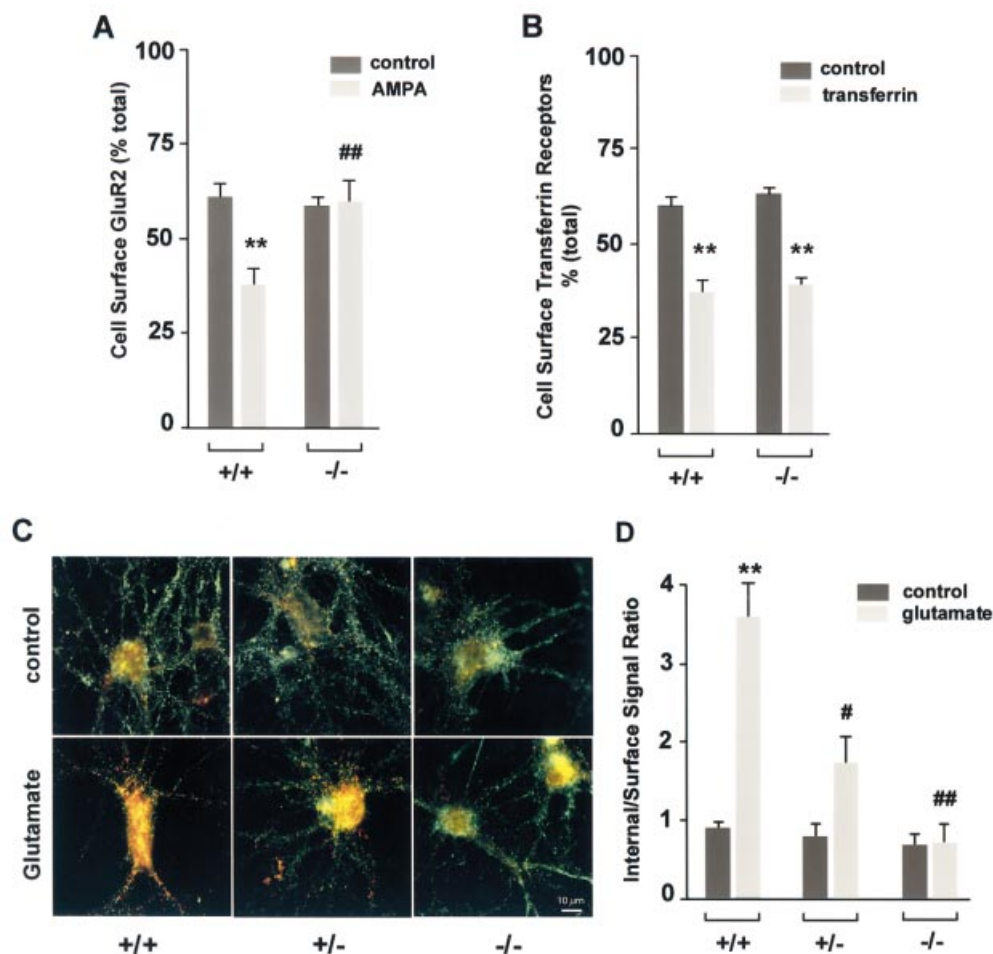 A
100
75
50
25
0
Cell Surface GluR2 (% total)
control
AMPA
**
##
+/+
-/-
B
100
75
50
25
0
Cell Surface Transferrin Receptors
% (total)
control
transferrin
**
**
+/+
-/-
C
control
Glutamate
10 µm
+/+
+/-
-/-
D
4
3
2
1
0
Internal/Surface Signal Ratio
control
glutamate
**
#
##
+/+
+/-
-/-